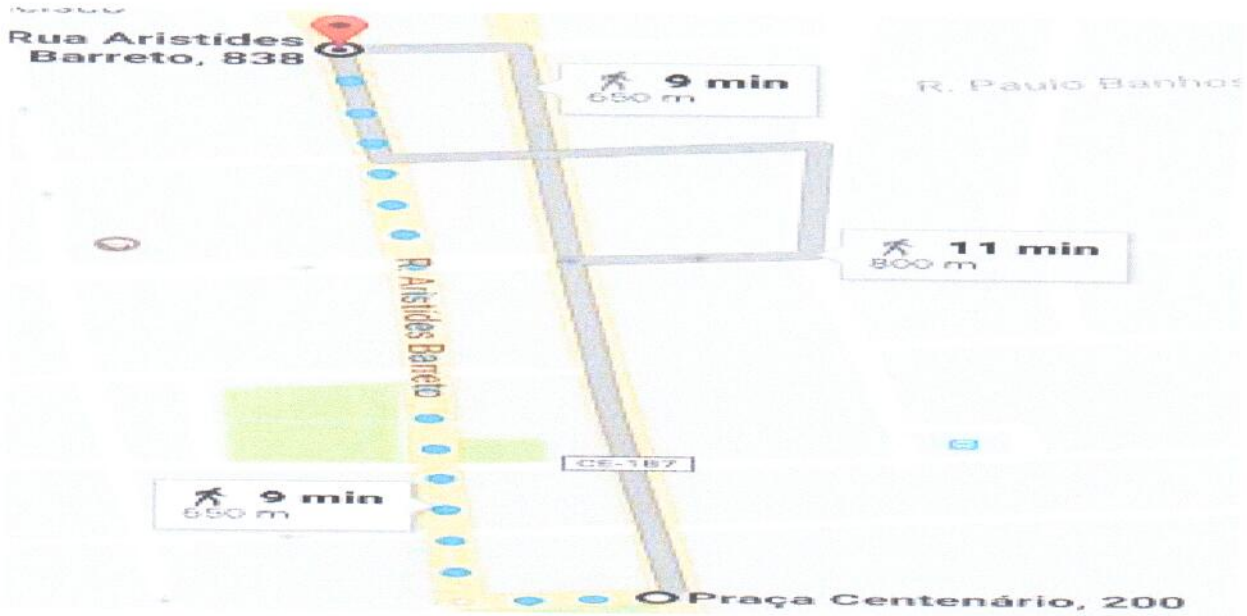 Rua Aristídes
Barreto, 838
9 min
650 m
R. Paulo Banhos
11 min
800 m
R. Aristides Barreto
CE-187
9 min
650 m
Praça Centenário, 200